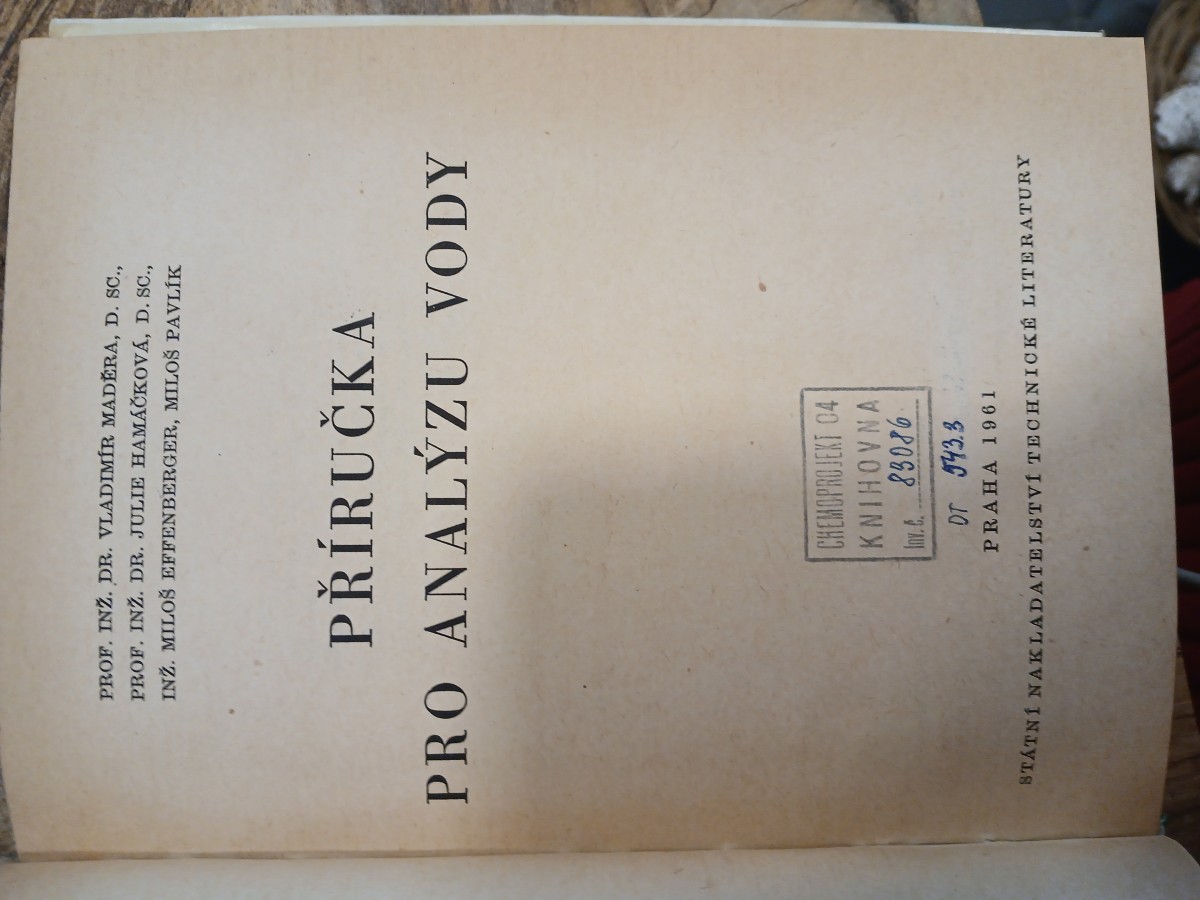 PROF. INŽ. DR. VLADIMÍR MADĚRA, D. SC.,
PROF. INŽ. DR. JULIE HAMÁČKOVÁ, D. SC.,
INŽ. MILOŠ EFFENBERGER, MILOŠ PAVLÍK
PŘÍRUČKA
PRO ANALÝZU VODY
CHEMOPROJEKT 04
KNIHOVNA
Inv. č. 83086
DT 543.3
PRAHA 1961
STÁTNÍ NAKLADATELSTVÍ TECHNICKÉ LITERATURY